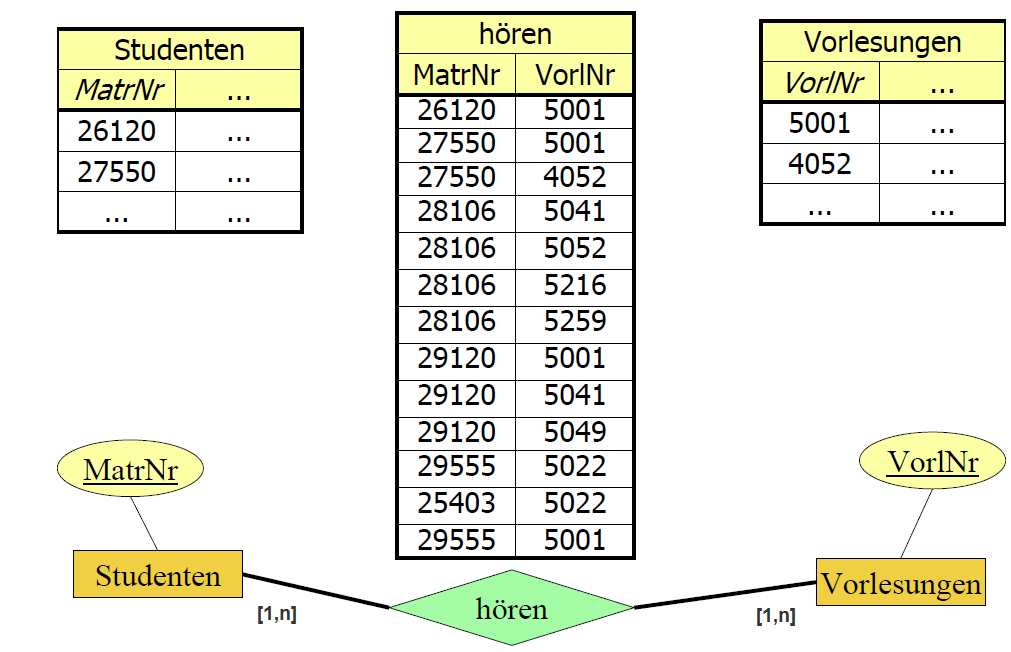 Studenten
MatrNr ...
26120 ...
27550 ...
... ...
hören
MatrNr VorlNr
26120 5001
27550 5001
27550 4052
28106 5041
28106 5052
28106 5216
28106 5259
29120 5001
29120 5041
29120 5049
29555 5022
25403 5022
29555 5001
Vorlesungen
VorlNr ...
5001 ...
4052 ...
... ...
MatrNr
VorlNr
Studenten
[1,n]
hören
[1,n]
Vorlesungen